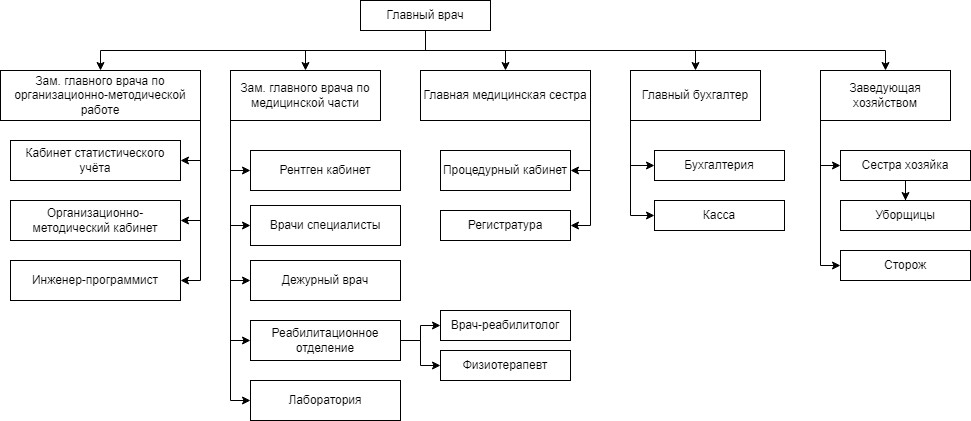 Главный врач
Зам. главного врача по
организационно-методической
работе
Зам. главного врача по
медицинской части
Главная медицинская сестра
Главный бухгалтер
Заведующая
хозяйством
Кабинет статистического
учёта
Организационно-
методический кабинет
Инженер-программист
Рентген кабинет
Врачи специалисты
Дежурный врач
Реабилитационное
отделение
Лаборатория
Врач-реабилитолог
Физиотерапевт
Процедурный кабинет
Регистратура
Бухгалтерия
Касса
Сестра хозяйка
Уборщицы
Сторож